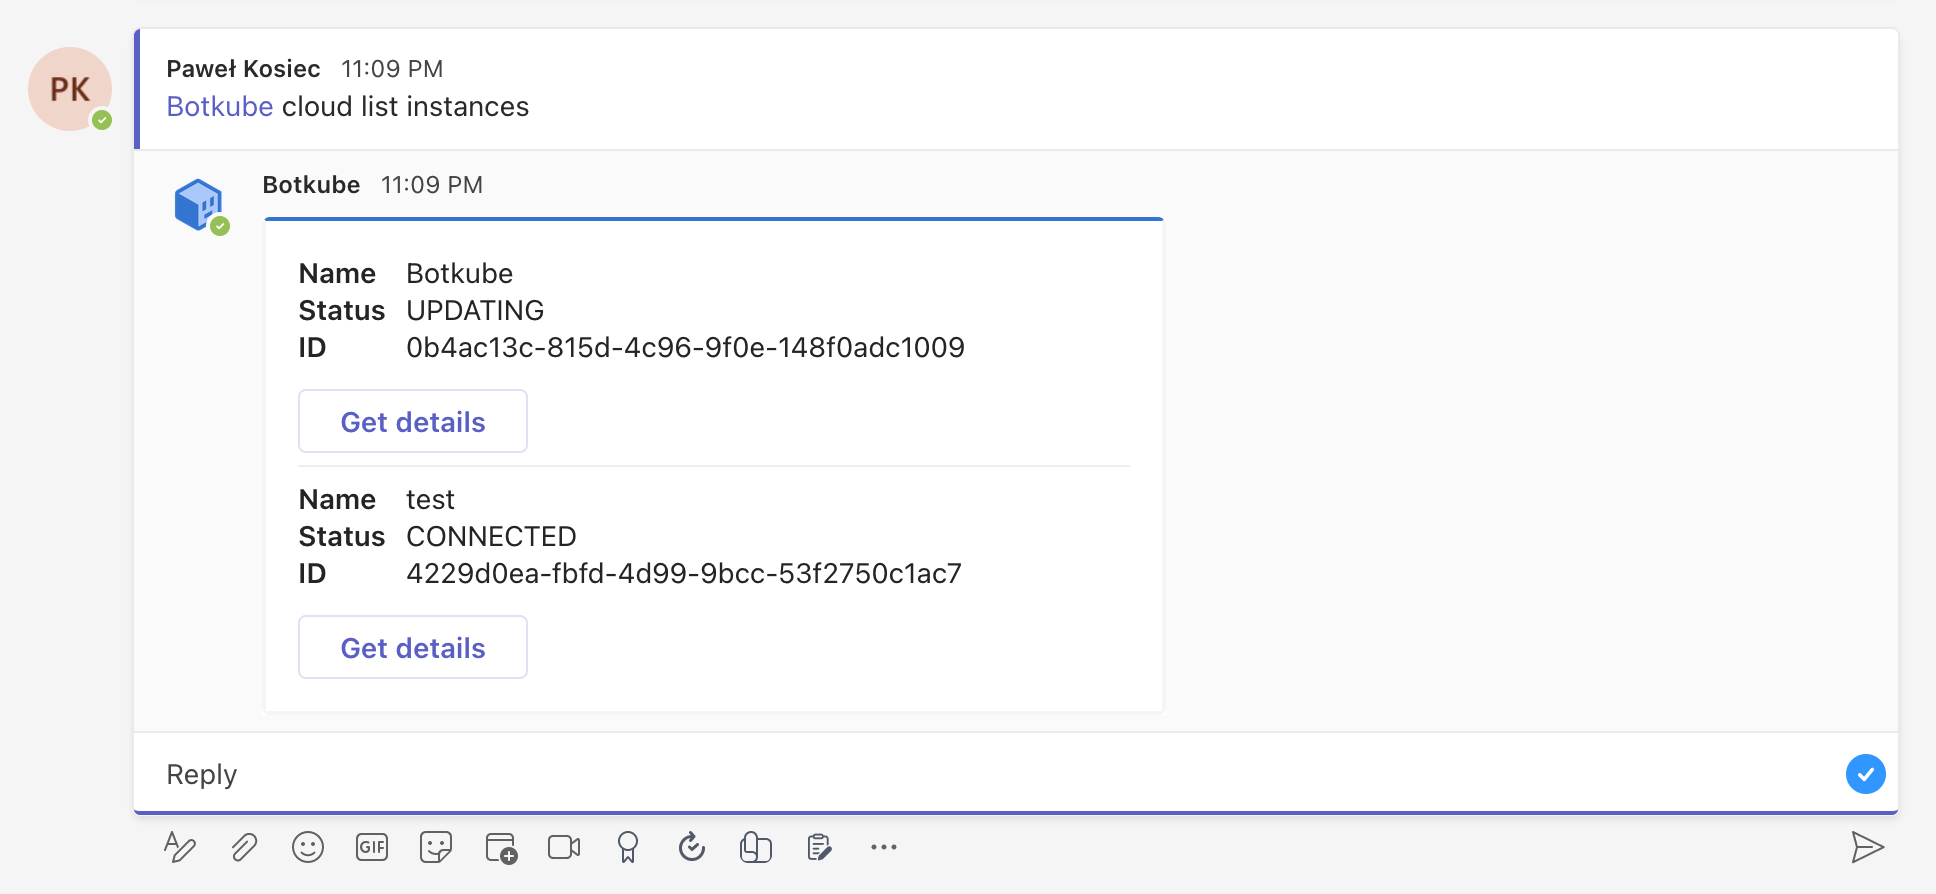 PK
Paweł Kosiec 11:09 PM
Botkube cloud list instances
Botkube 11:09 PM
Name Botkube
Status UPDATING
ID 0b4ac13c-815d-4c96-9f0e-148f0adc1009
Get details
Name test
Status CONNECTED
ID 4229d0ea-fbfd-4d99-9bcc-53f2750c1ac7
Get details
Reply
GIF